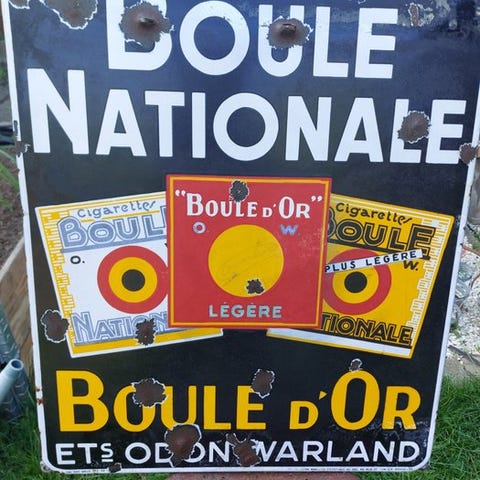 BOULE
NATIONALE
Cigarettes
BOULE
O. W.
NATIONALE
"BOULE D'OR"
O. W.
LÉGÈRE
Cigarettes
BOULE
PLUS LÉGÈRE
W.
TIONALE
BOULE D'OR
ETS ODON WARLAND